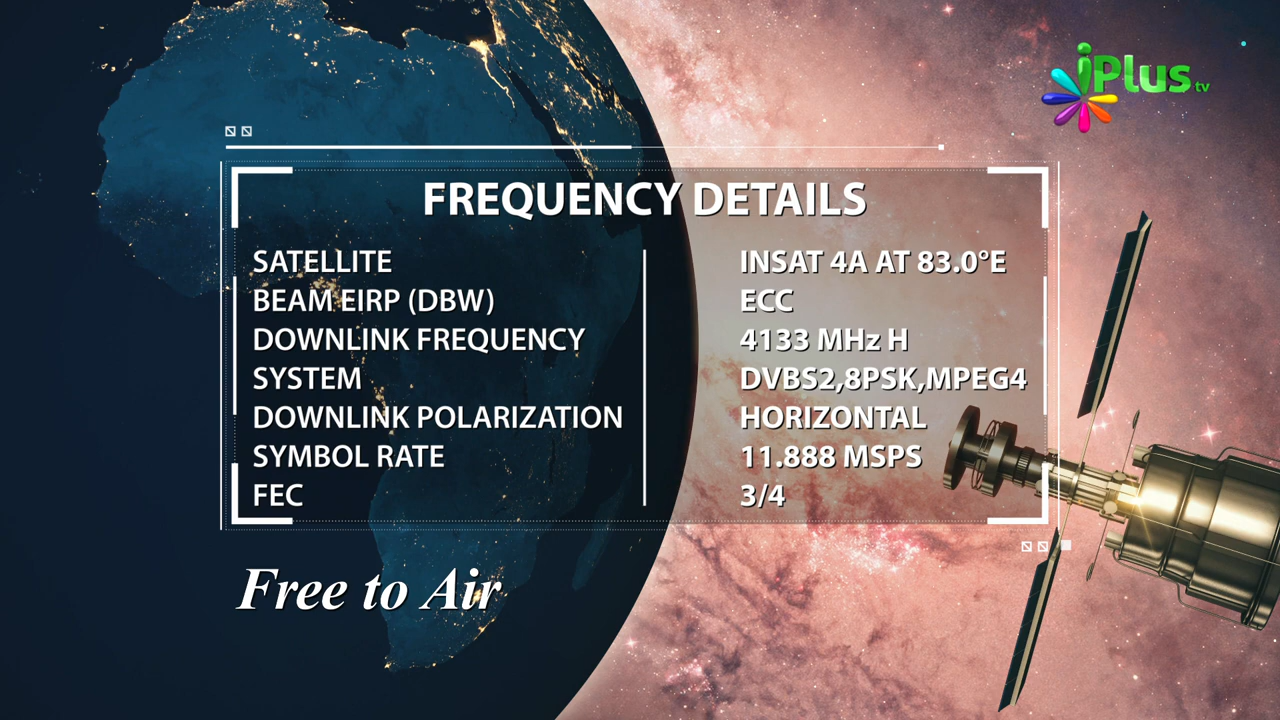 iPlus tv
FREQUENCY DETAILS
SATELLITE INSAT 4A AT 83.0°E
BEAM EIRP (DBW) ECC
DOWNLINK FREQUENCY 4133 MHz H
SYSTEM DVBS2,8PSK,MPEG4
DOWNLINK POLARIZATION HORIZONTAL
SYMBOL RATE 11.888 MSPS
FEC 3/4
Free to Air